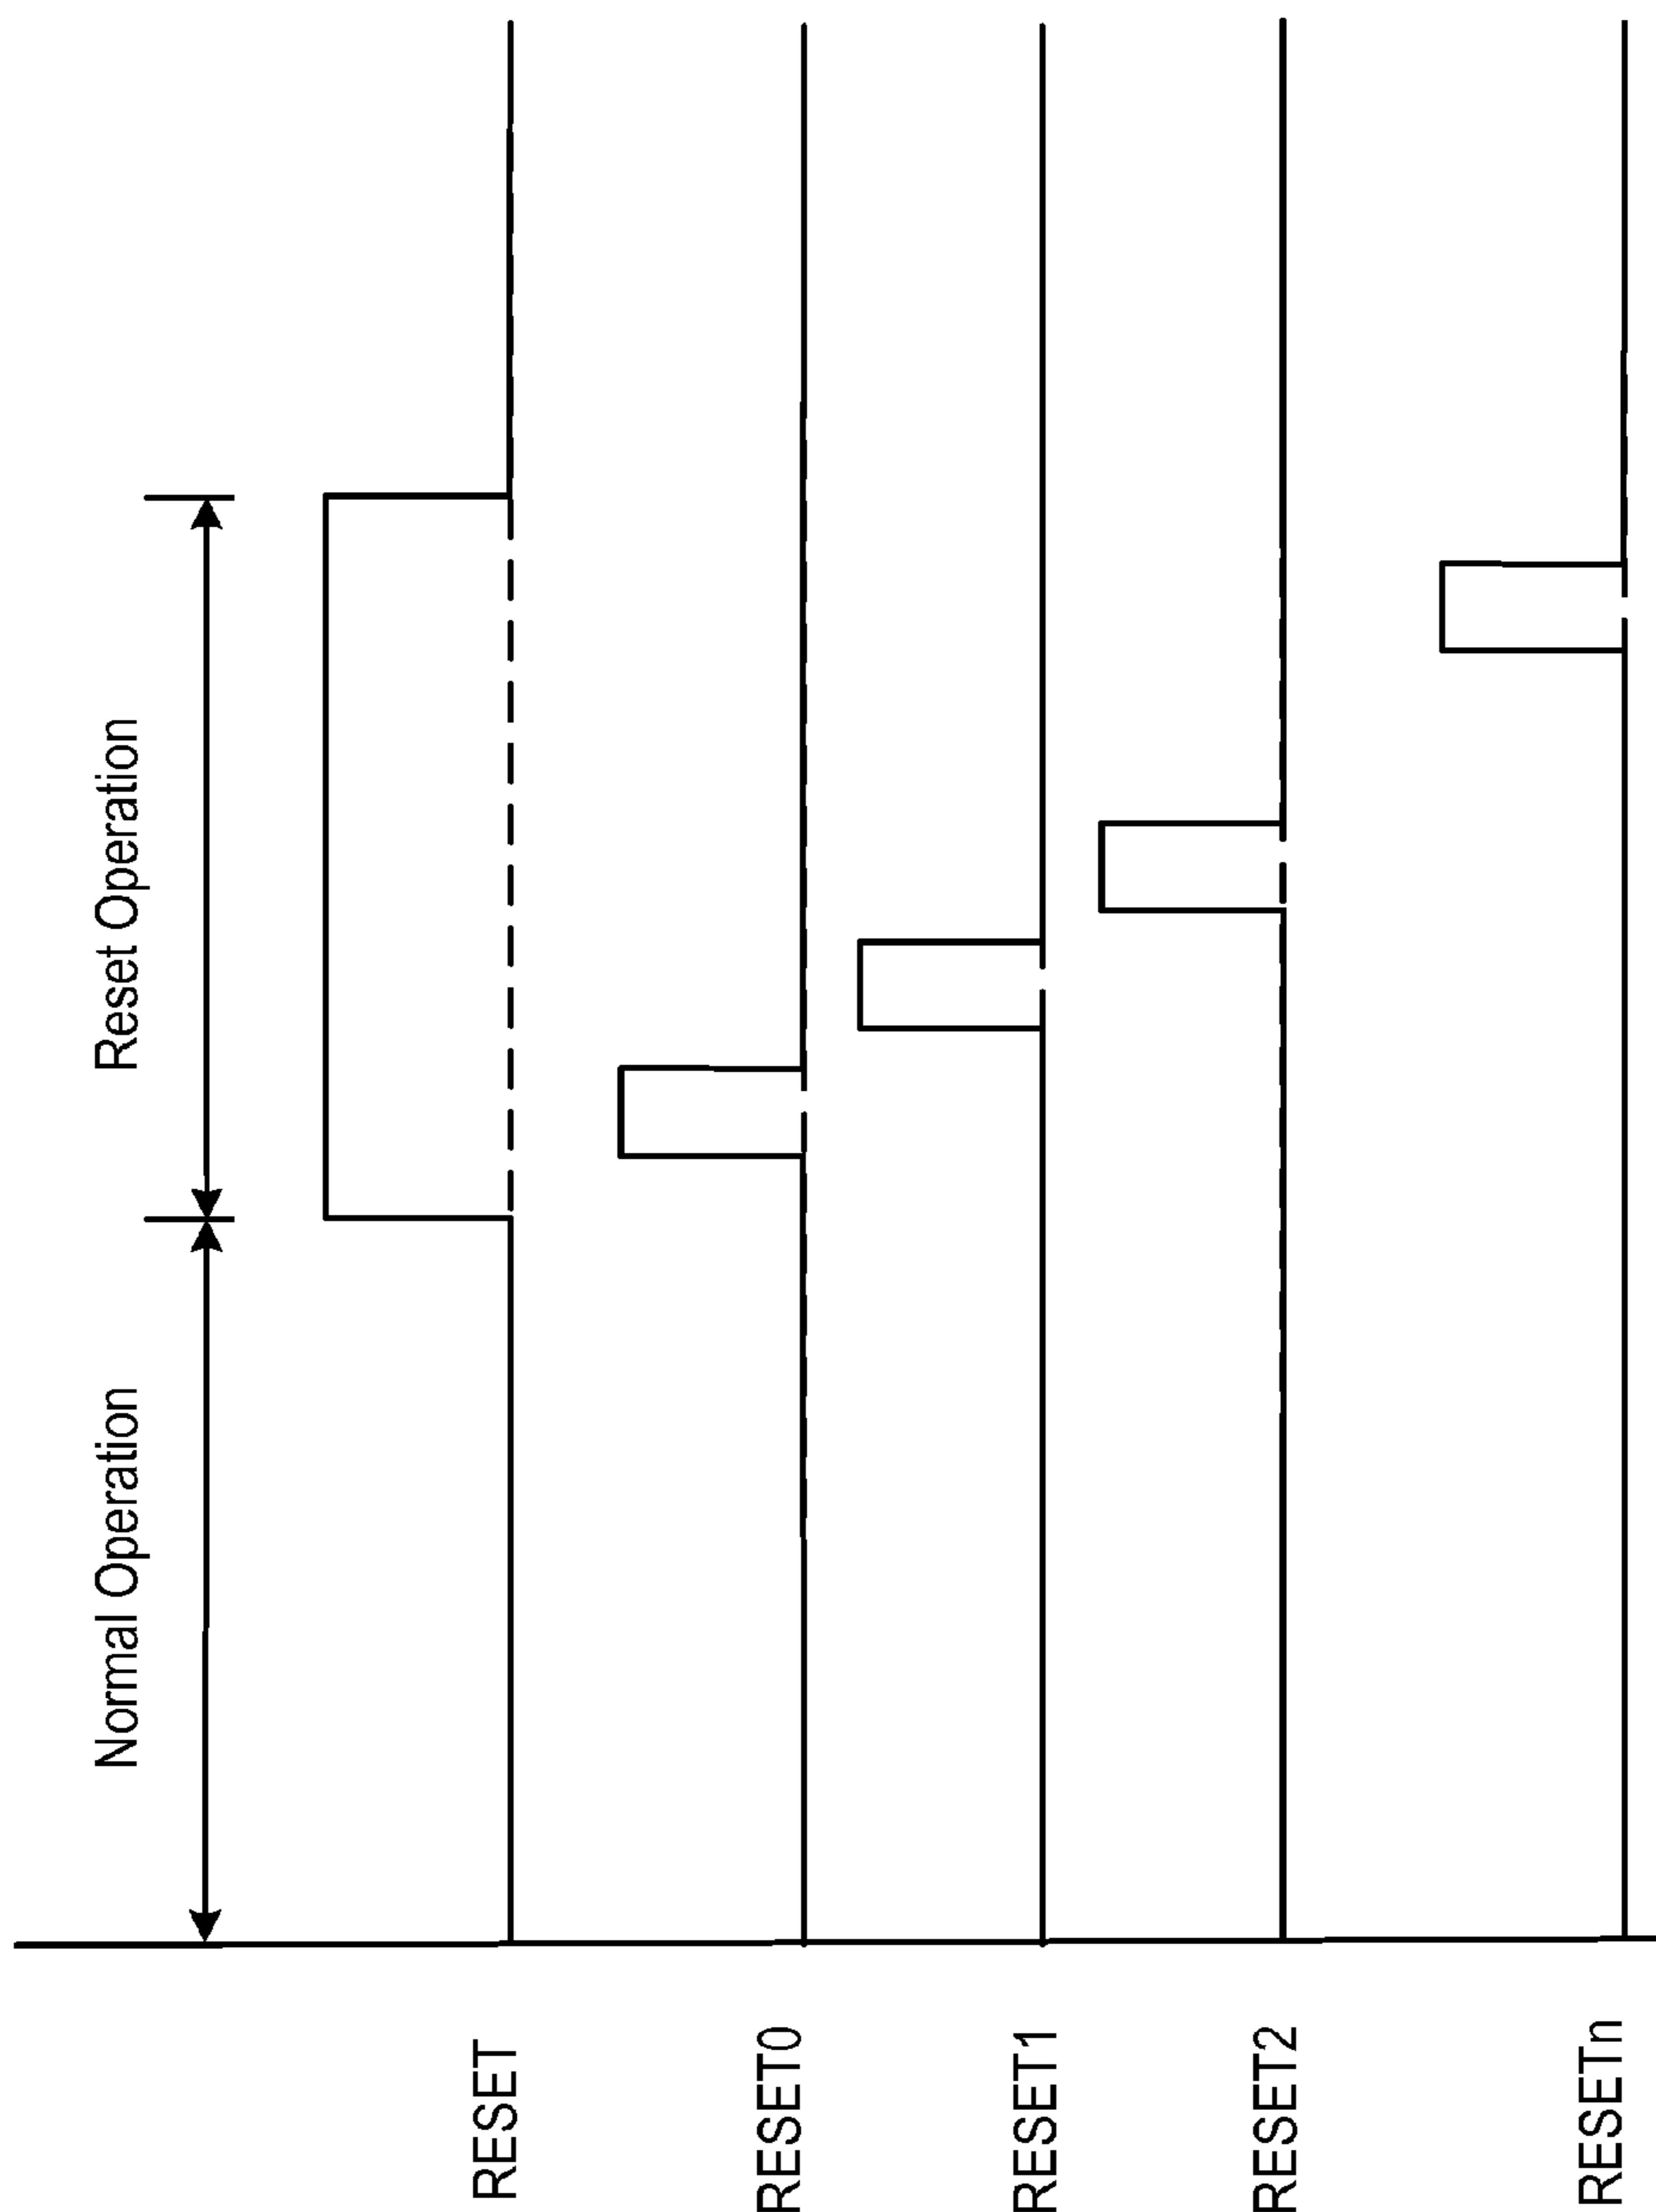 Normal Operation
Reset Operation
RESET
RESET0
RESET1
RESET2
RESETn